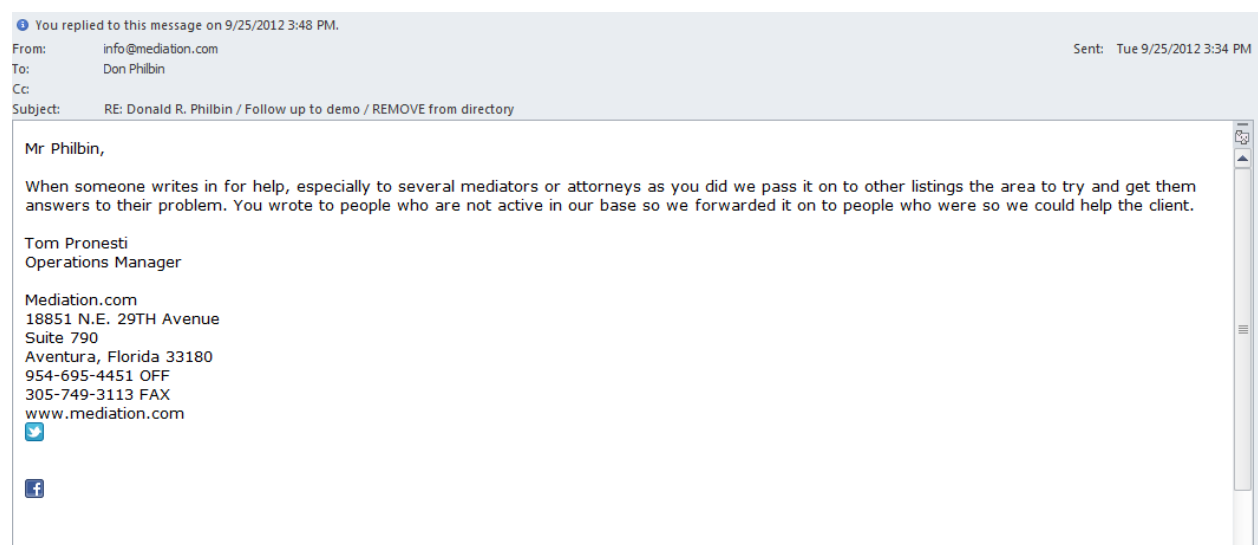 You replied to this message on 9/25/2012 3:48 PM.
From: info@mediation.com Sent: Tue 9/25/2012 3:34 PM
To: Don Philbin
Cc:
Subject: RE: Donald R. Philbin / Follow up to demo / REMOVE from directory
Mr Philbin,
When someone writes in for help, especially to several mediators or attorneys as you did we pass it on to other listings the area to try and get them
answers to their problem. You wrote to people who are not active in our base so we forwarded it on to people who were so we could help the client.
Tom Pronesti
Operations Manager
Mediation.com
18851 N.E. 29TH Avenue
Suite 790
Aventura, Florida 33180
954-695-4451 OFF
305-749-3113 FAX
www.mediation.com